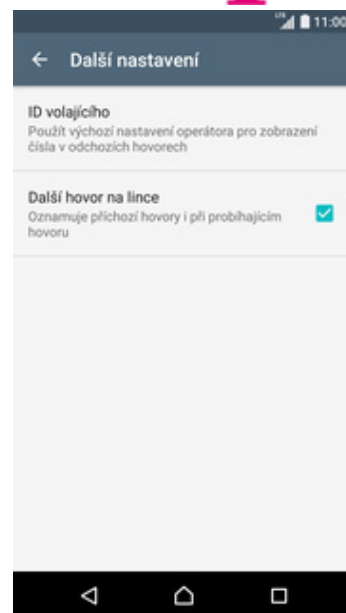 LTE 11:00
Další nastavení
ID volajícího
Použít výchozí nastavení operátora pro zobrazení
čísla v odchozích hovorech
Další hovor na lince
Oznamuje příchozí hovory i při probíhajícím
hovoru